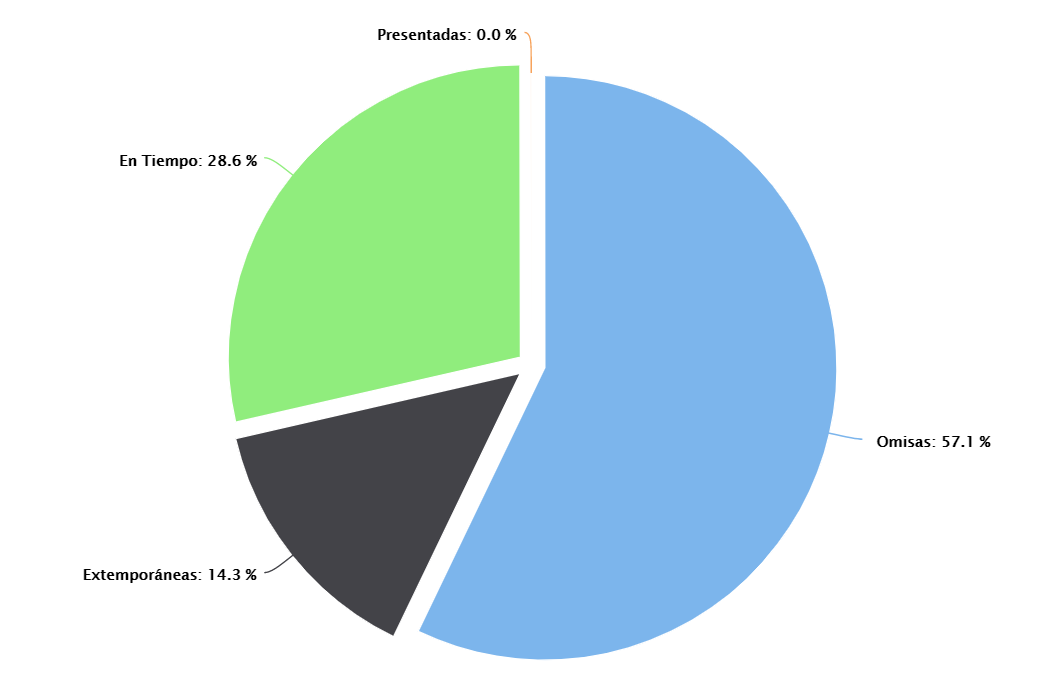 Presentadas: 0.0 %
En Tiempo: 28.6 %
Omisas: 57.1 %
Extemporáneas: 14.3 %